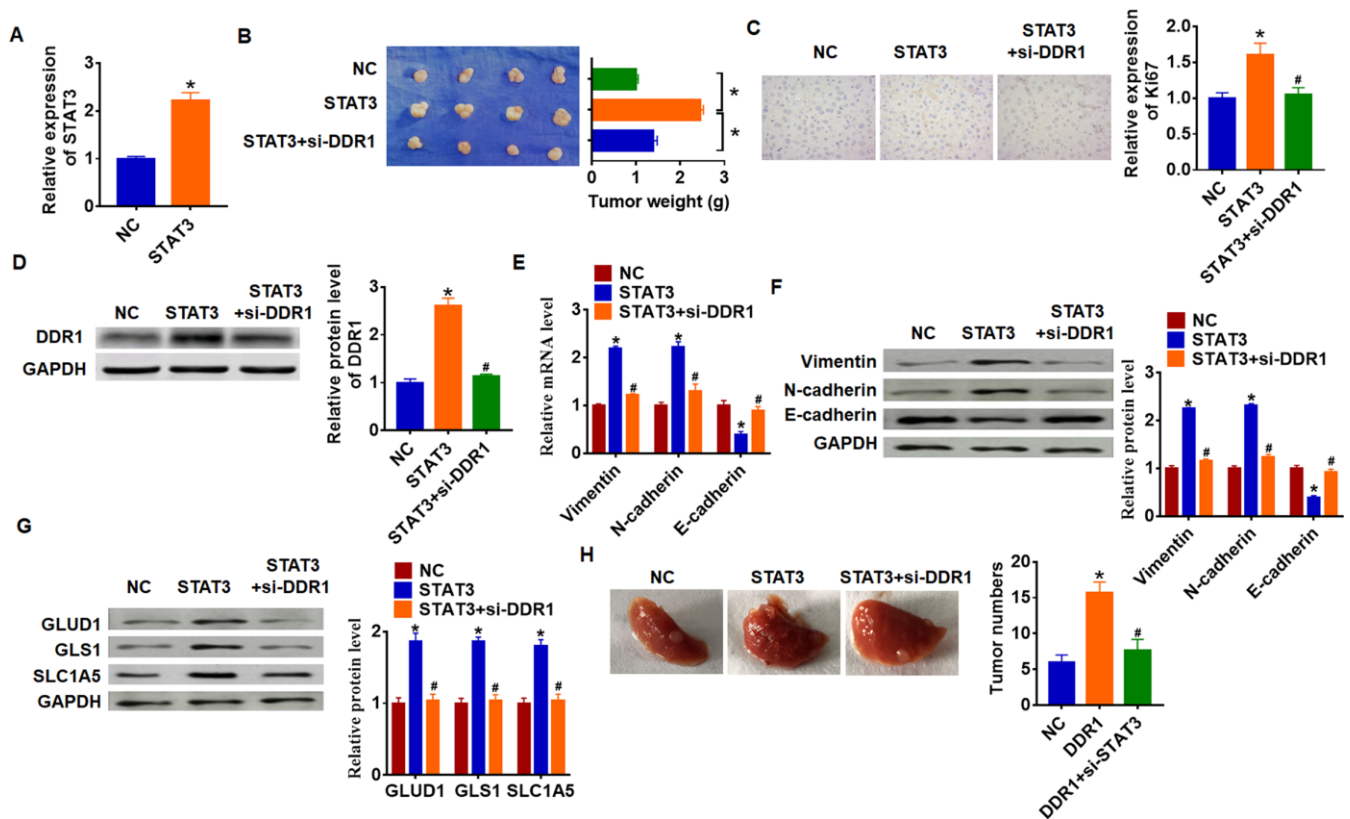 A
Relative expression
of STAT3
3
2
1
0
*
NC
STAT3
B
NC
STAT3
STAT3+si-DDR1
*
*
0
1
2
3
Tumor weight (g)
C
NC
STAT3
STAT3
+si-DDR1
Relative expression
of KI67
2.0
1.5
1.0
0.5
0.0
*
#
NC
STAT3
STAT3+si-DDR1
D
NC
STAT3
STAT3
+si-DDR1
DDR1
GAPDH
Relative protein level
of DDR1
3
2
1
0
*
#
NC
STAT3
STAT3+si-DDR1
E
NC
STAT3
STAT3+si-DDR1
Relative mRNA level
3
2
1
0
*
#
*
#
*
#
Vimentin
N-cadherin
E-cadherin
F
NC
STAT3
STAT3
+si-DDR1
Vimentin
N-cadherin
E-cadherin
GAPDH
NC
STAT3
STAT3+si-DDR1
Relative protein level
3
2
1
0
*
#
*
#
*
#
Vimentin
N-cadherin
E-cadherin
G
NC
STAT3
STAT3
+si-DDR1
GLUD1
GLS1
SLC1A5
GAPDH
NC
STAT3
STAT3+si-DDR1
Relative protein level
2
1
0
*
#
*
#
*
#
GLUD1
GLS1
SLC1A5
H
NC
STAT3
STAT3+si-DDR1
Tumor numbers
20
15
10
5
0
*
#
NC
DDR1
DDR1+si-STAT3